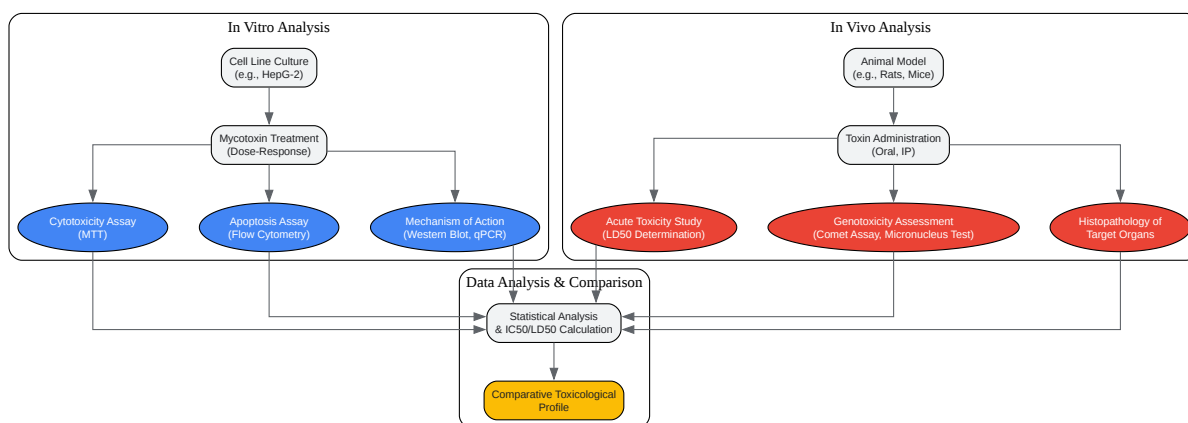 In Vitro Analysis
Cell Line Culture
(e.g., HepG-2)
Mycotoxin Treatment
(Dose-Response)
Cytotoxicity Assay
(MTT)
Apoptosis Assay
(Flow Cytometry)
Mechanism of Action
(Western Blot, qPCR)
In Vivo Analysis
Animal Model
(e.g., Rats, Mice)
Toxin Administration
(Oral, IP)
Acute Toxicity Study
(LD50 Determination)
Genotoxicity Assessment
(Comet Assay, Micronucleus Test)
Histopathology of
Target Organs
Data Analysis & Comparison
Statistical Analysis
& IC50/LD50 Calculation
Comparative Toxicological
Profile